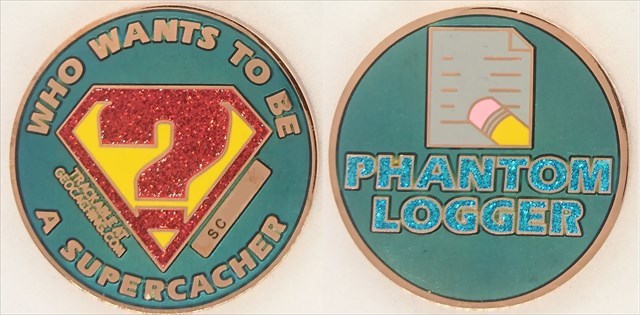 WHO WANTS TO BE
?
TRACKABLE AT
GEOCACHING.COM
SC
A SUPERCACHER
PHANTOM
LOGGER